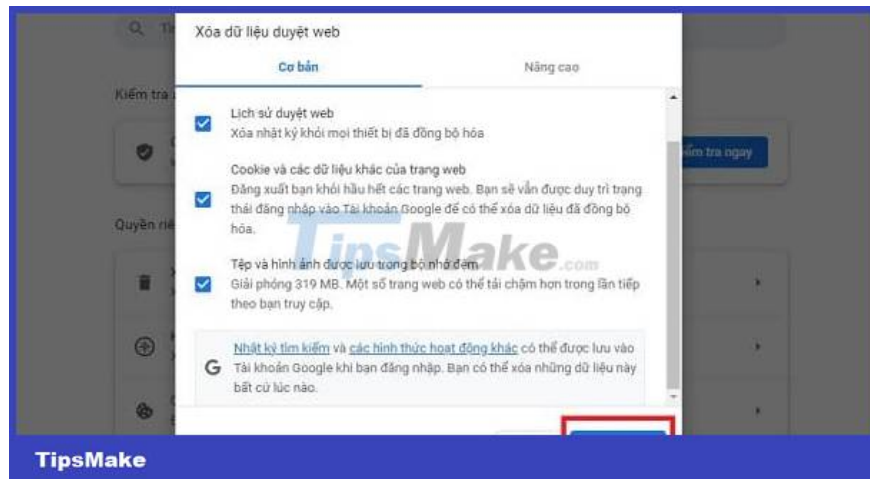 Xóa dữ liệu duyệt web
Cơ bản
Nâng cao
Kiểm tra
Lịch sử duyệt web
Xóa nhật ký khỏi mọi thiết bị đã đồng bộ hóa
tra ngay
Cookie và các dữ liệu khác của trang web
Đăng xuất bạn khỏi hầu hết các trang web. Bạn sẽ vẫn được duy trì trạng
thái đăng nhập vào Tài khoản Google để có thể xóa dữ liệu đã đồng bộ
hóa.
Quyền
TipsMake.com
Tệp và hình ảnh được lưu trong bộ nhớ đệm
Giải phóng 319 MB. Một số trang web có thể tải chậm hơn trong lần tiếp
theo bạn truy cập.
Nhật ký tìm kiếm và các hình thức hoạt động khác có thể được lưu vào
G Tài khoản Google khi bạn đăng nhập. Bạn có thể xóa những dữ liệu này
bất cứ lúc nào.
TipsMake